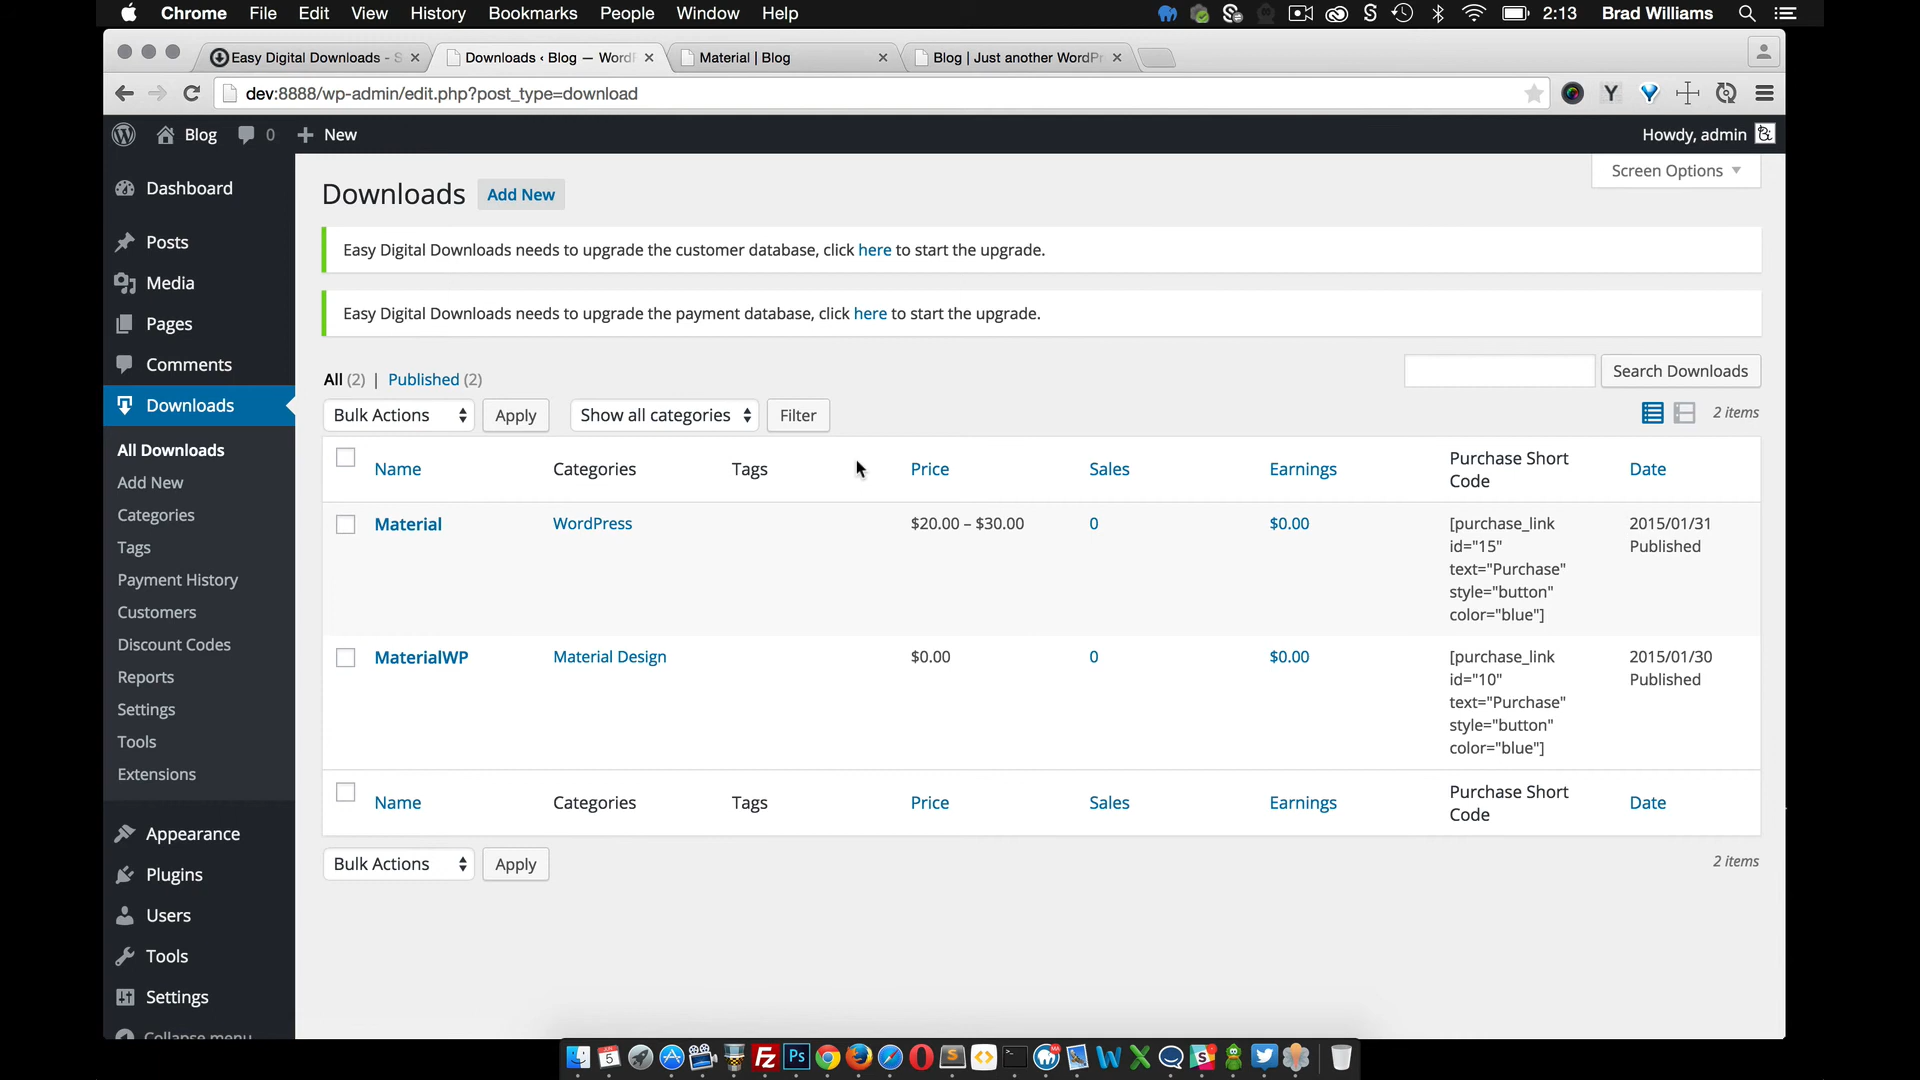 Chrome File Edit View History Bookmarks People Window Help 2:13 Brad Williams
Easy Digital Downloads - S Downloads ‹ Blog — WordP Material | Blog Blog | Just another WordPr
dev:8888/wp-admin/edit.php?post_type=download
Blog 0 New Howdy, admin
Screen Options
Dashboard
Posts
Media
Pages
Comments
Downloads
All Downloads
Add New
Categories
Tags
Payment History
Customers
Discount Codes
Reports
Settings
Tools
Extensions
Appearance
Plugins
Users
Tools
Settings
Collapse menu
Downloads Add New
Easy Digital Downloads needs to upgrade the customer database, click here to start the upgrade.
Easy Digital Downloads needs to upgrade the payment database, click here to start the upgrade.
All (2) | Published (2)
Search Downloads
Bulk Actions Apply Show all categories Filter 2 items
Name Categories Tags Price Sales Earnings Purchase Short
Code Date
Material WordPress $20.00 – $30.00 0 $0.00 [purchase_link
id="15"
text="Purchase"
style="button"
color="blue"]
2015/01/31
Published
MaterialWP Material Design $0.00 0 $0.00 [purchase_link
id="10"
text="Purchase"
style="button"
color="blue"]
2015/01/30
Published
Name Categories Tags Price Sales Earnings Purchase Short
Code Date
Bulk Actions Apply 2 items